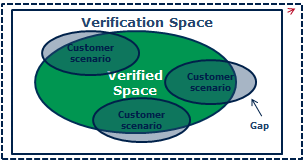 Verification Space
Customer
scenario
Verified
Space
Customer
scenario
Customer
scenario
Gap